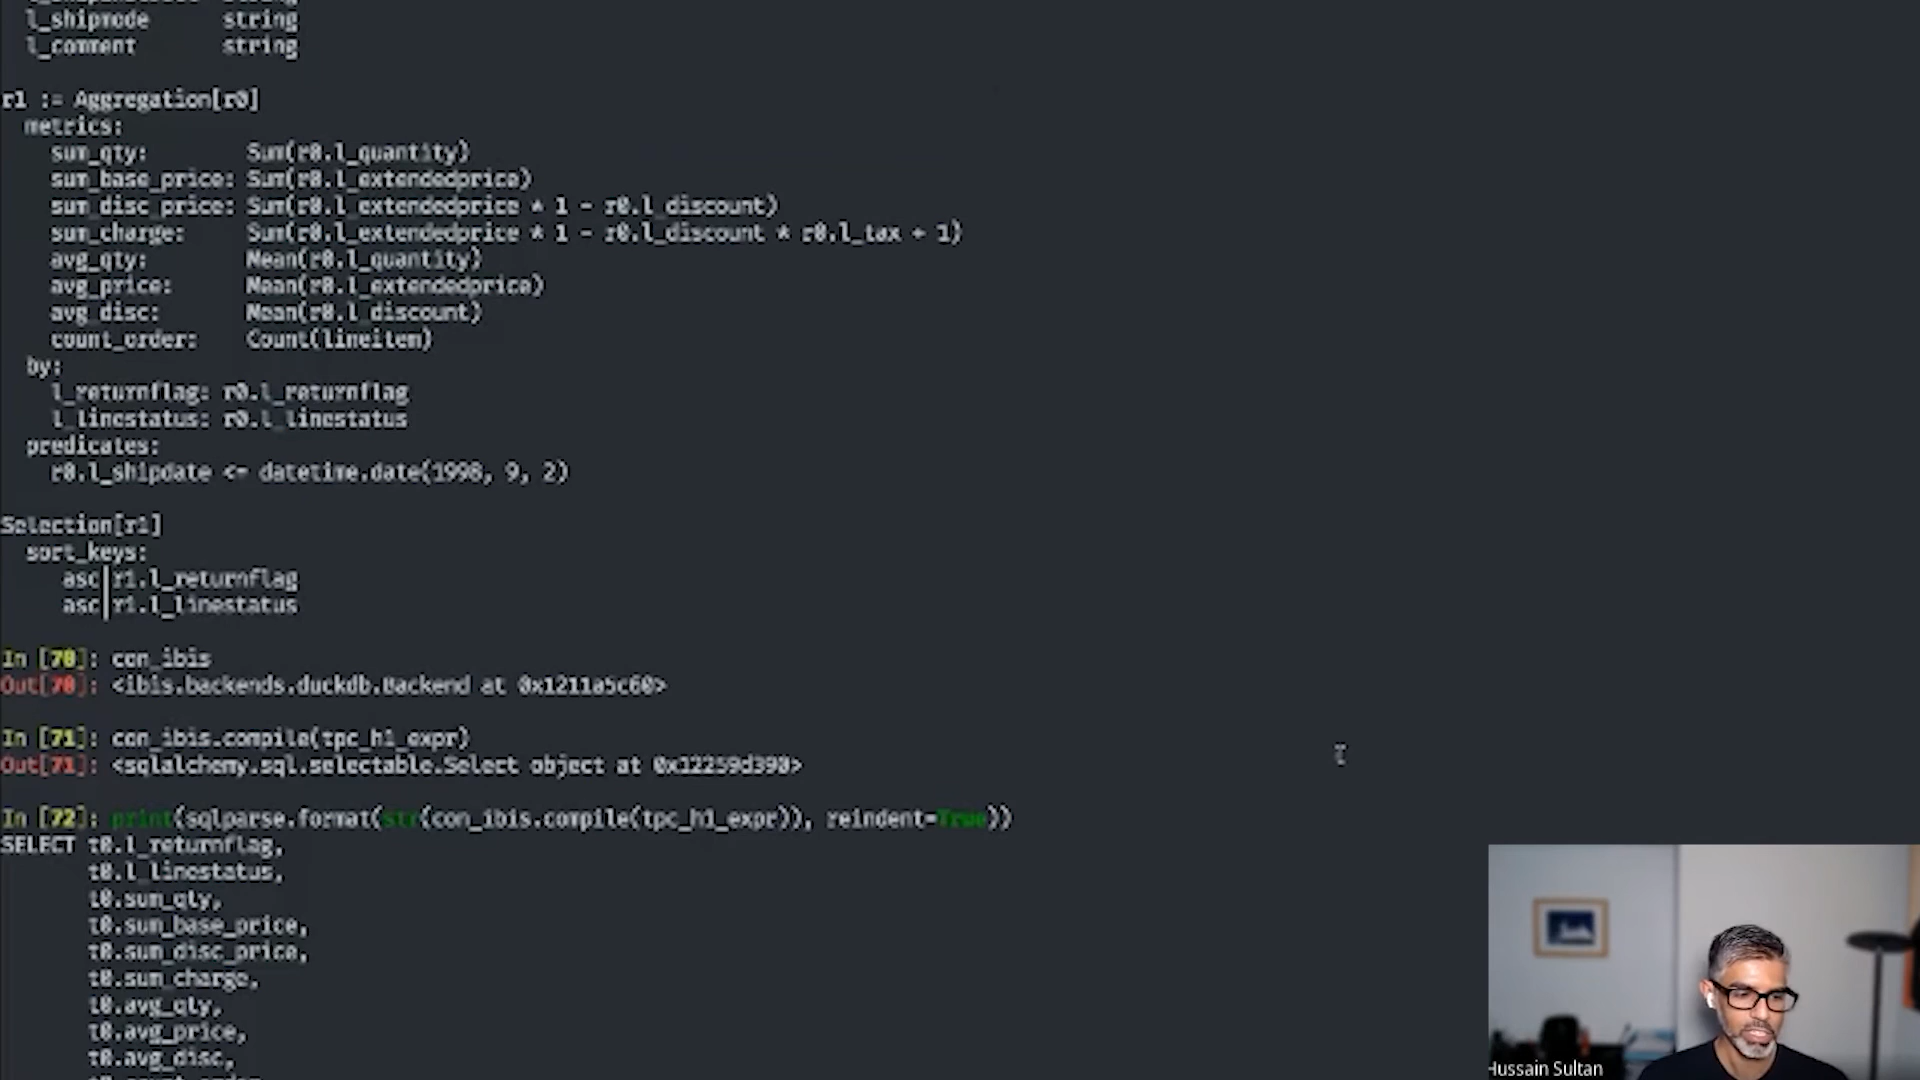 l_shipmode string
l_comment string
r1 := Aggregation[r0]
metrics:
sum_qty: Sum(r0.l_quantity)
sum_base_price: Sum(r0.l_extendedprice)
sum_disc_price: Sum(r0.l_extendedprice * 1 - r0.l_discount)
sum_charge: Sum(r0.l_extendedprice * 1 - r0.l_discount * r0.l_tax + 1)
avg_qty: Mean(r0.l_quantity)
avg_price: Mean(r0.l_extendedprice)
avg_disc: Mean(r0.l_discount)
count_order: Count(lineitem)
by:
l_returnflag: r0.l_returnflag
l_linestatus: r0.l_linestatus
predicates:
r0.l_shipdate <= datetime.date(1998, 9, 2)
Selection[r1]
sort_keys:
asc|r1.l_returnflag
asc|r1.l_linestatus
In [70]: con_ibis
Out[70]: <ibis.backends.duckdb.Backend at 0x1211a5c60>
In [71]: con_ibis.compile(tpc_h1_expr)
Out[71]: <sqlalchemy.sql.selectable.Select object at 0x12259d390>
In [72]: print(sqlparse.format(str(con_ibis.compile(tpc_h1_expr)), reindent=True))
SELECT t0.l_returnflag,
t0.l_linestatus,
t0.sum_qty,
t0.sum_base_price,
t0.sum_disc_price,
t0.sum_charge,
t0.avg_qty,
t0.avg_price,
t0.avg_disc,
Hussain Sultan